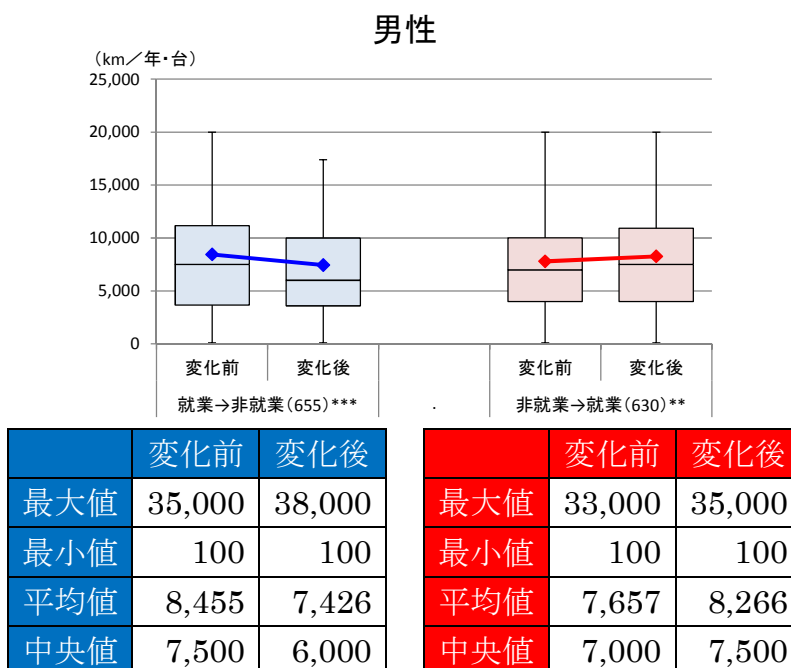 男性
（km／年・台）
25,000
20,000
15,000
10,000
5,000
0
変化前 変化後 変化前 変化後
就業→非就業（655）*** . 非就業→就業（630）**
変化前 変化後
最大値 35,000 38,000
最小値 100 100
平均値 8,455 7,426
中央値 7,500 6,000
変化前 変化後
最大値 33,000 35,000
最小値 100 100
平均値 7,657 8,266
中央値 7,000 7,500